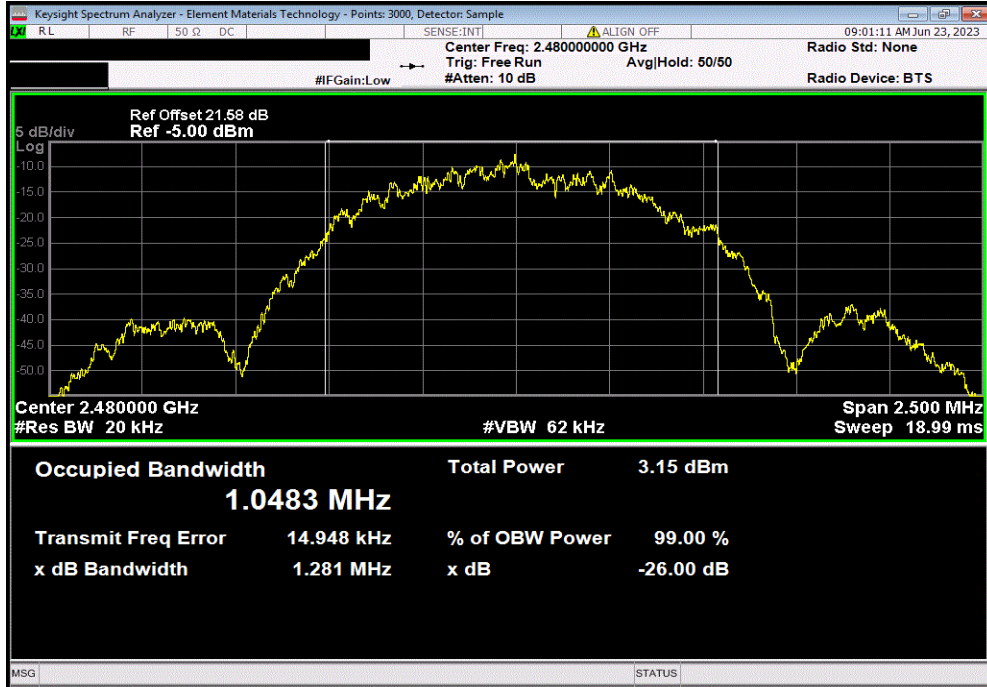 Keysight Spectrum Analyzer - Element Materials Technology - Points: 3000, Detector: Sample
LXI RL RF 50 Ω DC SENSE:INT ALIGN OFF 09:01:11 AM Jun 23, 2023
Center Freq: 2.480000000 GHz Radio Std: None
Trig: Free Run Avg|Hold: 50/50
#IFGain:Low #Atten: 10 dB Radio Device: BTS
Ref Offset 21.58 dB
5 dB/div Ref -5.00 dBm
Log
-10.0
-15.0
-20.0
-25.0
-30.0
-35.0
-40.0
-45.0
-50.0
Center 2.480000 GHz Span 2.500 MHz
#Res BW 20 kHz #VBW 62 kHz Sweep 18.99 ms
Occupied Bandwidth Total Power 3.15 dBm
1.0483 MHz
Transmit Freq Error 14.948 kHz % of OBW Power 99.00 %
x dB Bandwidth 1.281 MHz x dB -26.00 dB
MSG STATUS